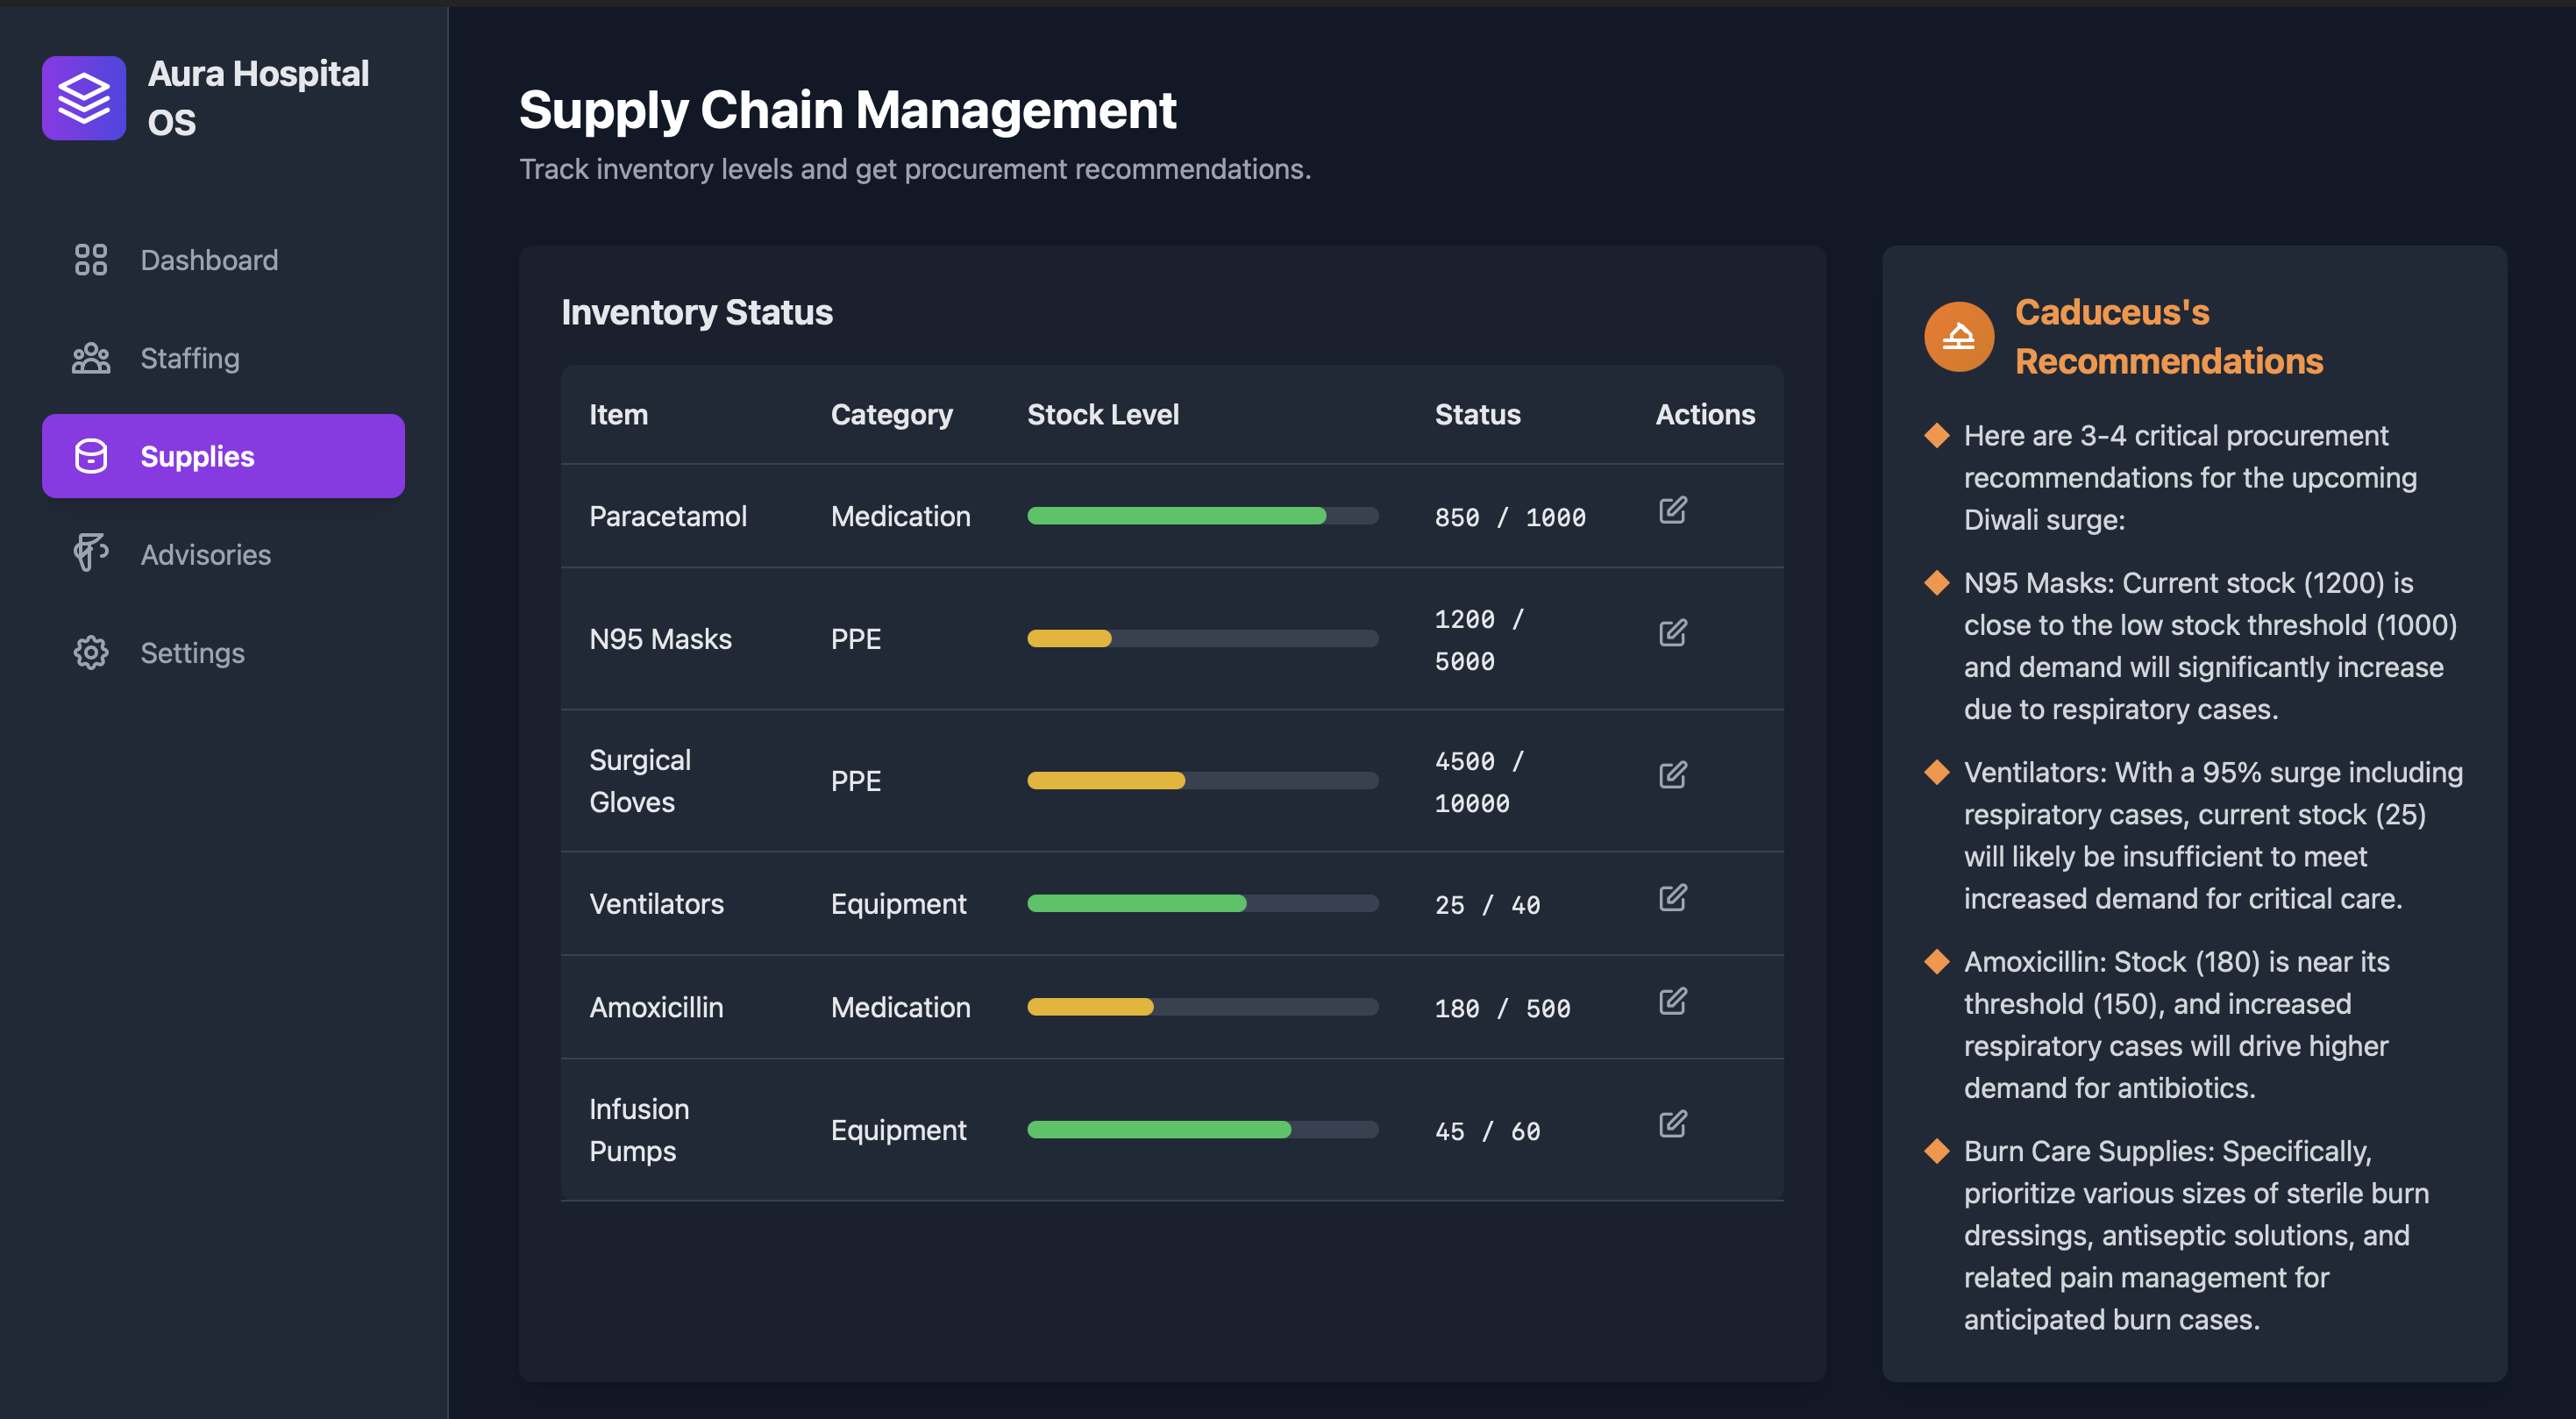 Aura Hospital
OS
Dashboard
Staffing
Supplies
Advisories
Settings
Supply Chain Management
Track inventory levels and get procurement recommendations.
Inventory Status
Item Category Stock Level Status Actions
Paracetamol Medication 850 / 1000
N95 Masks PPE 1200 /
5000
Surgical
Gloves PPE 4500 /
10000
Ventilators Equipment 25 / 40
Amoxicillin Medication 180 / 500
Infusion
Pumps Equipment 45 / 60
Caduceus's
Recommendations
Here are 3-4 critical procurement
recommendations for the upcoming
Diwali surge:
N95 Masks: Current stock (1200) is
close to the low stock threshold (1000)
and demand will significantly increase
due to respiratory cases.
Ventilators: With a 95% surge including
respiratory cases, current stock (25)
will likely be insufficient to meet
increased demand for critical care.
Amoxicillin: Stock (180) is near its
threshold (150), and increased
respiratory cases will drive higher
demand for antibiotics.
Burn Care Supplies: Specifically,
prioritize various sizes of sterile burn
dressings, antiseptic solutions, and
related pain management for
anticipated burn cases.